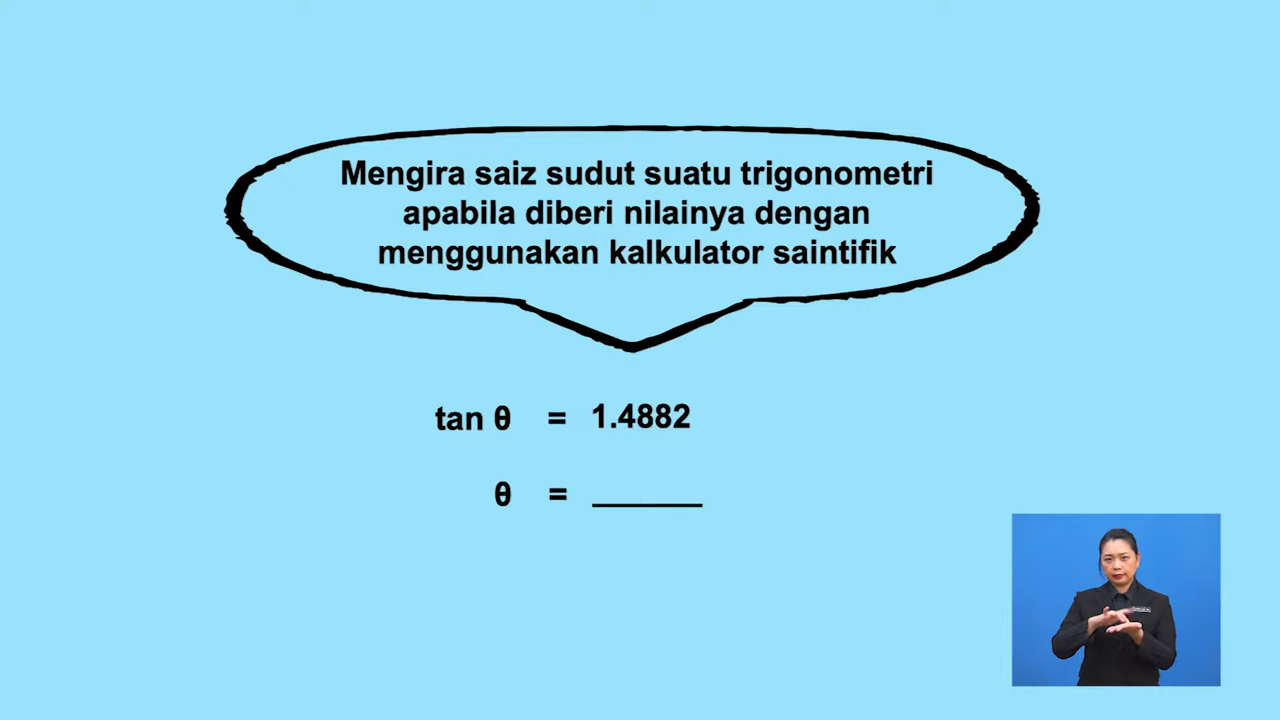 Mengira saiz sudut suatu trigonometri
apabila diberi nilainya dengan
menggunakan kalkulator saintifik
tan θ = 1.4882
θ = ______